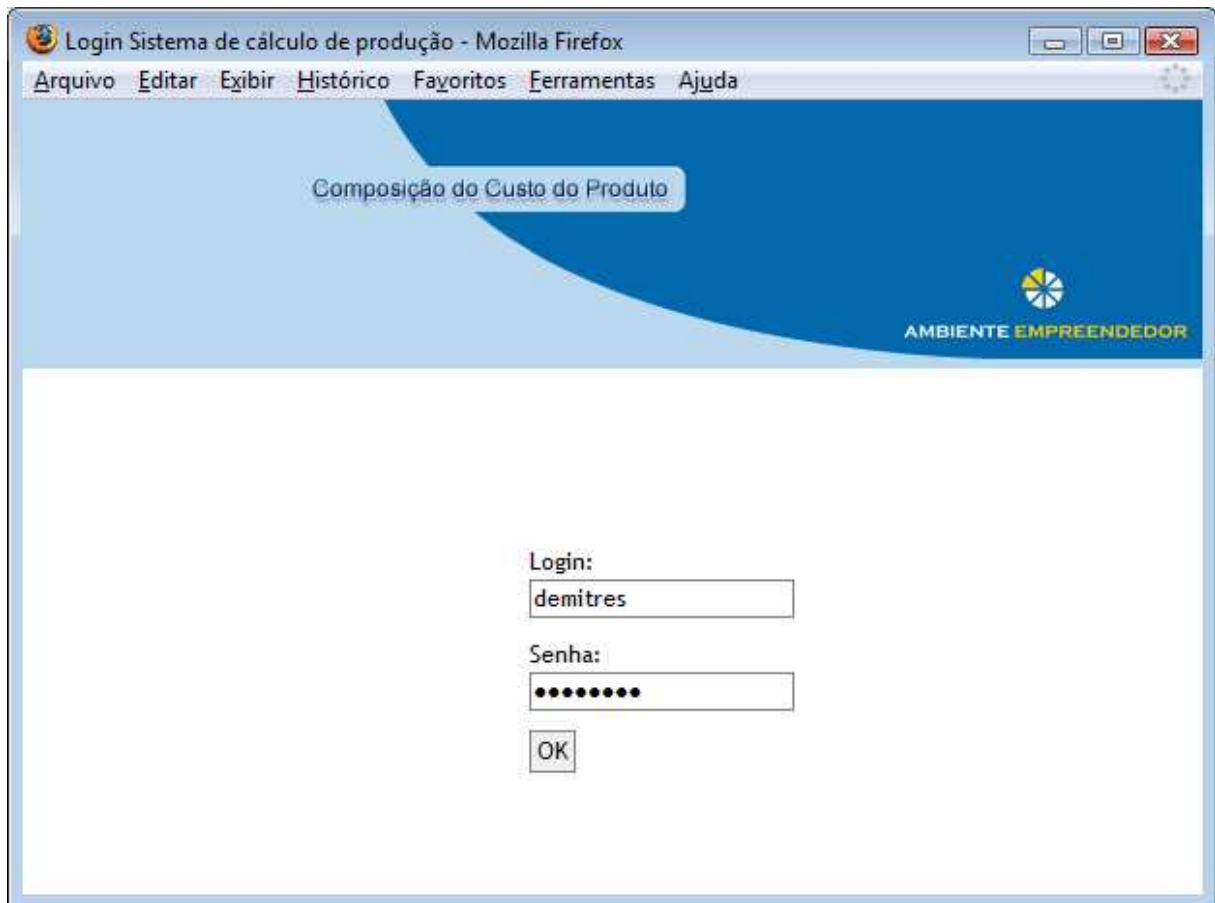 Login Sistema de cálculo de produção - Mozilla Firefox
Arquivo Editar Exibir Histórico Favoritos Ferramentas Ajuda
Composição do Custo do Produto
AMBIENTE EMPREENDEDOR
Login:
demitres
Senha:
●●●●●●●●
OK